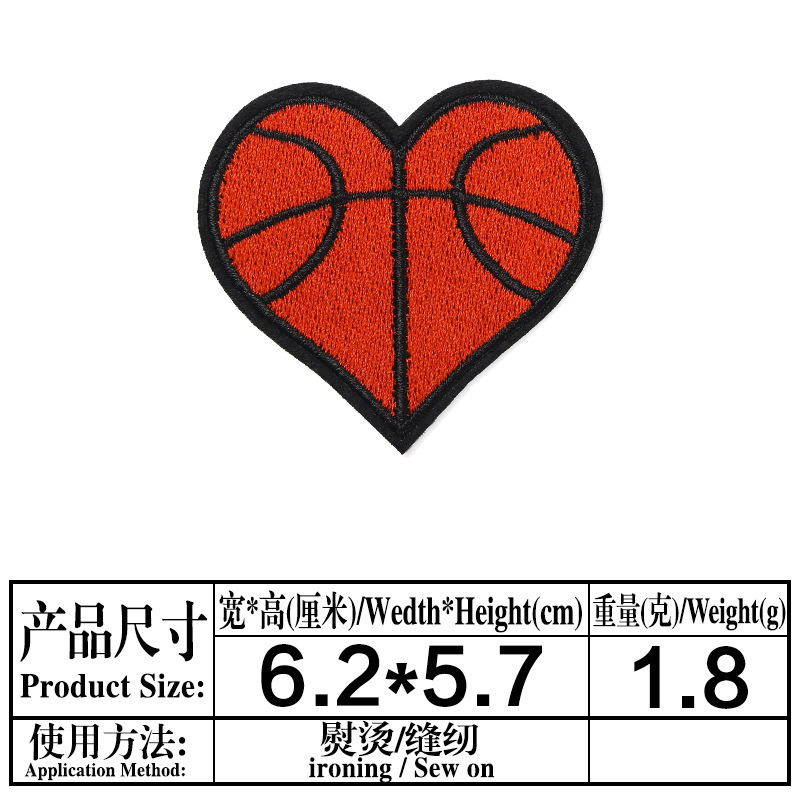 产品尺寸
Product Size:
宽*高(厘米)/Wedth*Height(cm)
重量(克)/Weight(g)
6.2*5.7
1.8
使用方法:
Application Method:
熨烫/缝纫
ironing / Sew on